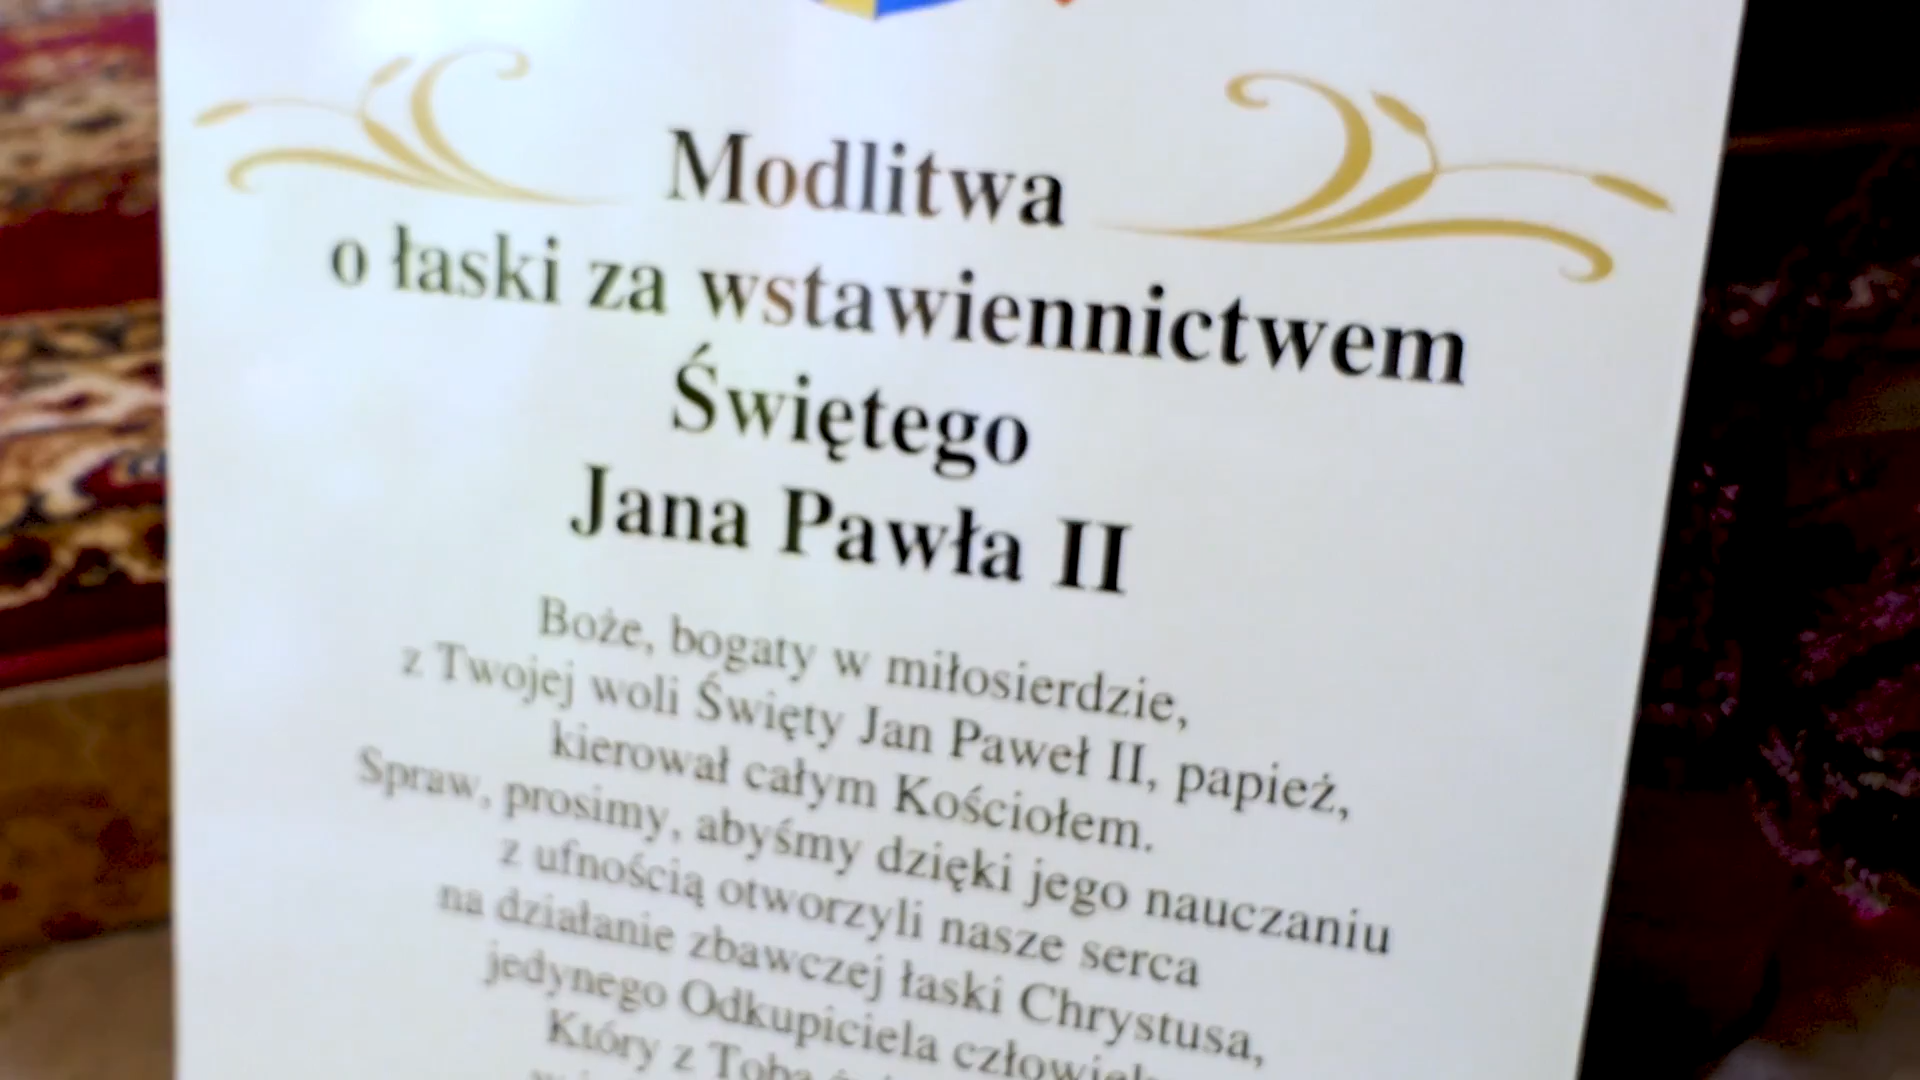 Modlitwa
o łaski za wstawiennictwem
Świętego
Jana Pawła II
Boże, bogaty w miłosierdzie,
z Twojej woli Święty Jan Paweł II, papież,
kierował całym Kościołem.
Spraw, prosimy, abyśmy dzięki jego nauczaniu
z ufnością otworzyli nasze serca
na działanie zbawczej łaski Chrystusa,
jedynego Odkupiciela
Który z Tobą